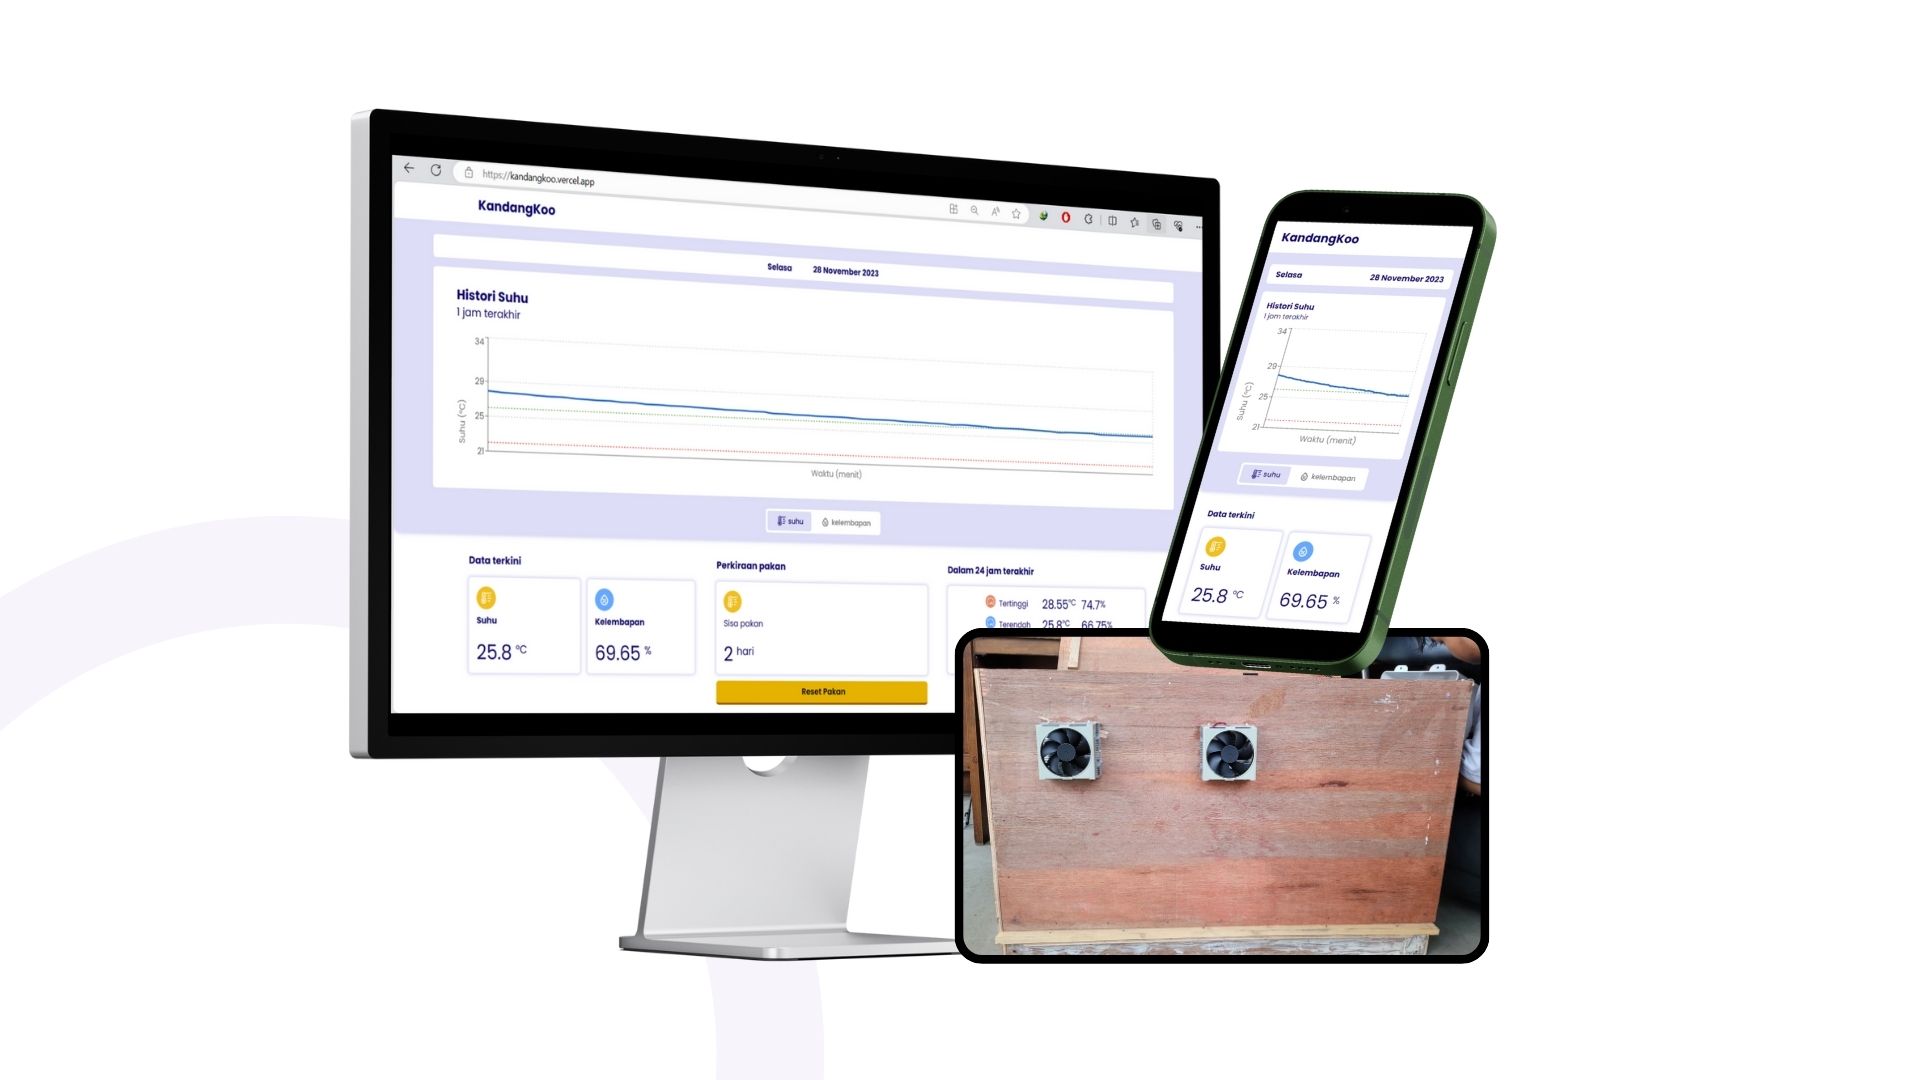 https://kandangkoo.vercel.app
KandangKoo
Selasa 28 November 2023
Histori Suhu
1 jam terakhir
34
29
25
21
Suhu (°C)
Waktu (menit)
suhu kelembapan
Data terkini
Suhu
25.8 °C
Kelembapan
69.65 %
Perkiraan pakan
Sisa pakan
2 hari
Reset Pakan
Dalam 24 jam terakhir
Tertinggi 28.55°C 74.7%
Terendah 25.8°C 66.75%
KandangKoo
Selasa 28 November 2023
Histori Suhu
1 jam terakhir
34
29
25
21
Suhu (°C)
Waktu (menit)
suhu kelembapan
Data terkini
Suhu
25.8 °C
Kelembapan
69.65 %